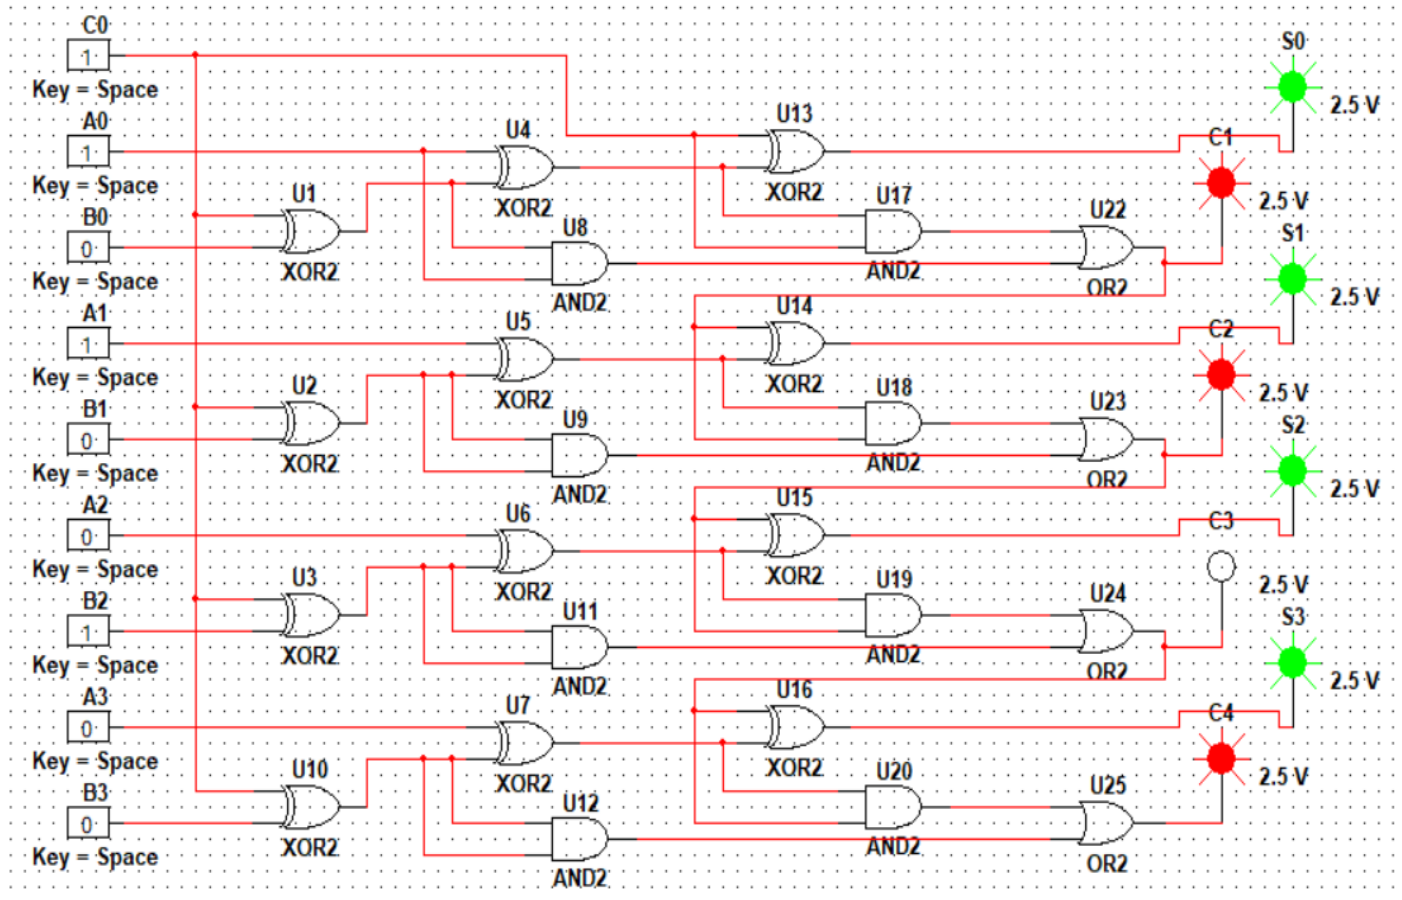 C0
1
Key = Space
A0
1
Key = Space
B0
0
Key = Space
A1
1
Key = Space
B1
0
Key = Space
A2
0
Key = Space
B2
1
Key = Space
A3
0
Key = Space
B3
0
Key = Space
U1
XOR2
U2
XOR2
U3
XOR2
U10
XOR2
U4
XOR2
U8
AND2
U5
XOR2
U9
AND2
U6
XOR2
U11
AND2
U7
XOR2
U12
AND2
U13
XOR2
U17
AND2
U14
XOR2
U18
AND2
U15
XOR2
U19
AND2
U16
XOR2
U20
AND2
U22
OR2
U23
OR2
U24
OR2
U25
OR2
S0
2.5 V
C1
2.5 V
S1
2.5 V
C2
2.5 V
S2
2.5 V
C3
2.5 V
S3
2.5 V
C4
2.5 V